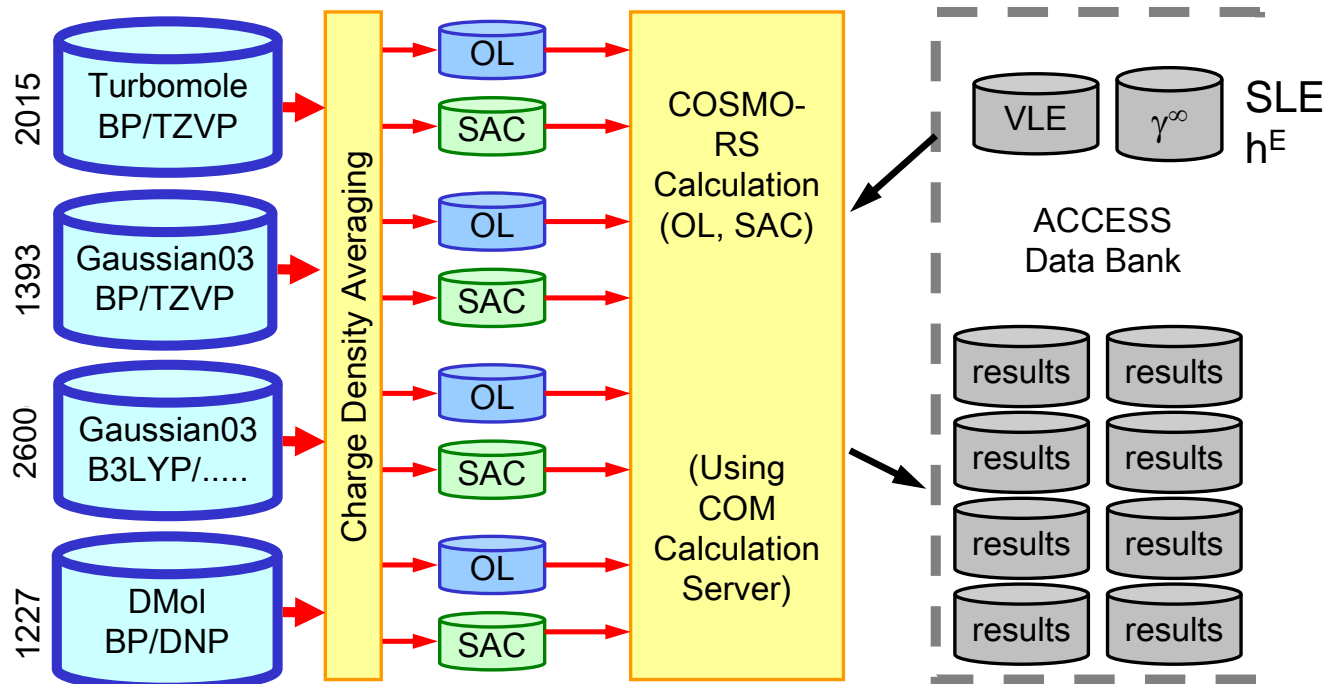 2015
Turbomole
BP/TZVP
1393
Gaussian03
BP/TZVP
2600
Gaussian03
B3LYP/.....
1227
DMol
BP/DNP
Charge Density Averaging
OL
SAC
OL
SAC
OL
SAC
OL
SAC
COSMO-
RS
Calculation
(OL, SAC)
(Using
COM
Calculation
Server)
VLE
γ∞
SLE
hE
ACCESS
Data Bank
results
results
results
results
results
results
results
results